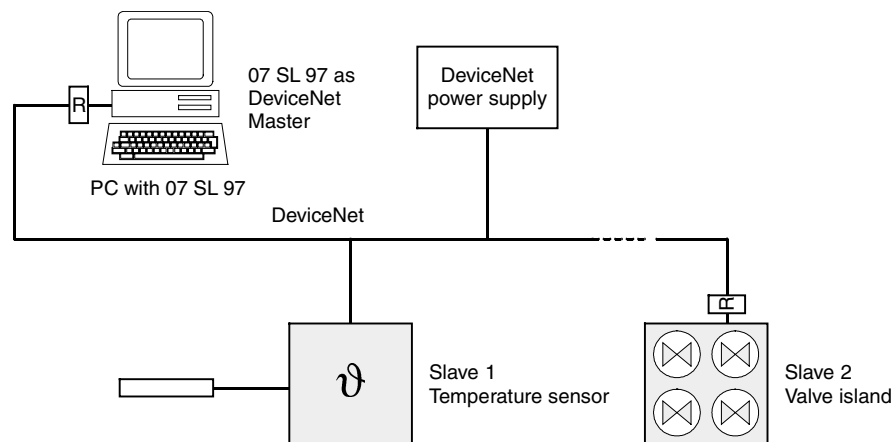 R
07 SL 97 as
DeviceNet
Master
DeviceNet
power supply
PC with 07 SL 97
DeviceNet
R
ϑ
Slave 1
Temperature sensor
Slave 2
Valve island